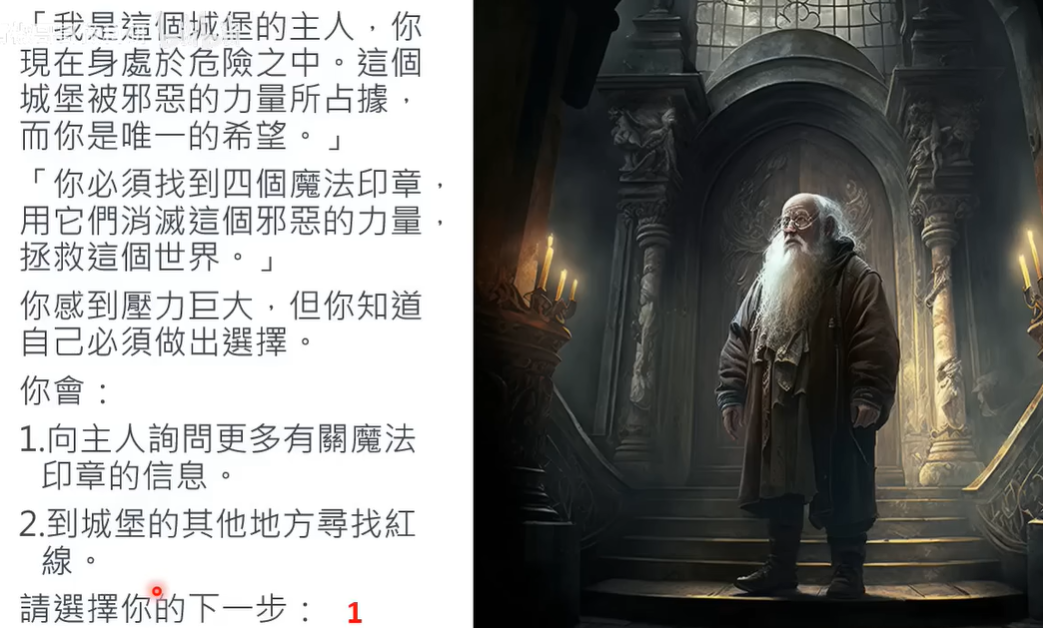 「我是這個城堡的主人，你
現在身處於危險之中。這個
城堡被邪惡的力量所占據，
而你是唯一的希望。」
「你必須找到四個魔法印章，
用它們消滅這個邪惡的力量，
拯救這個世界。」
你感到壓力巨大，但你知道
自己必須做出選擇。
你會：
1.向主人詢問更多有關魔法
印章的信息。
2.到城堡的其他地方尋找紅
線。
請選擇你的下一步： 1